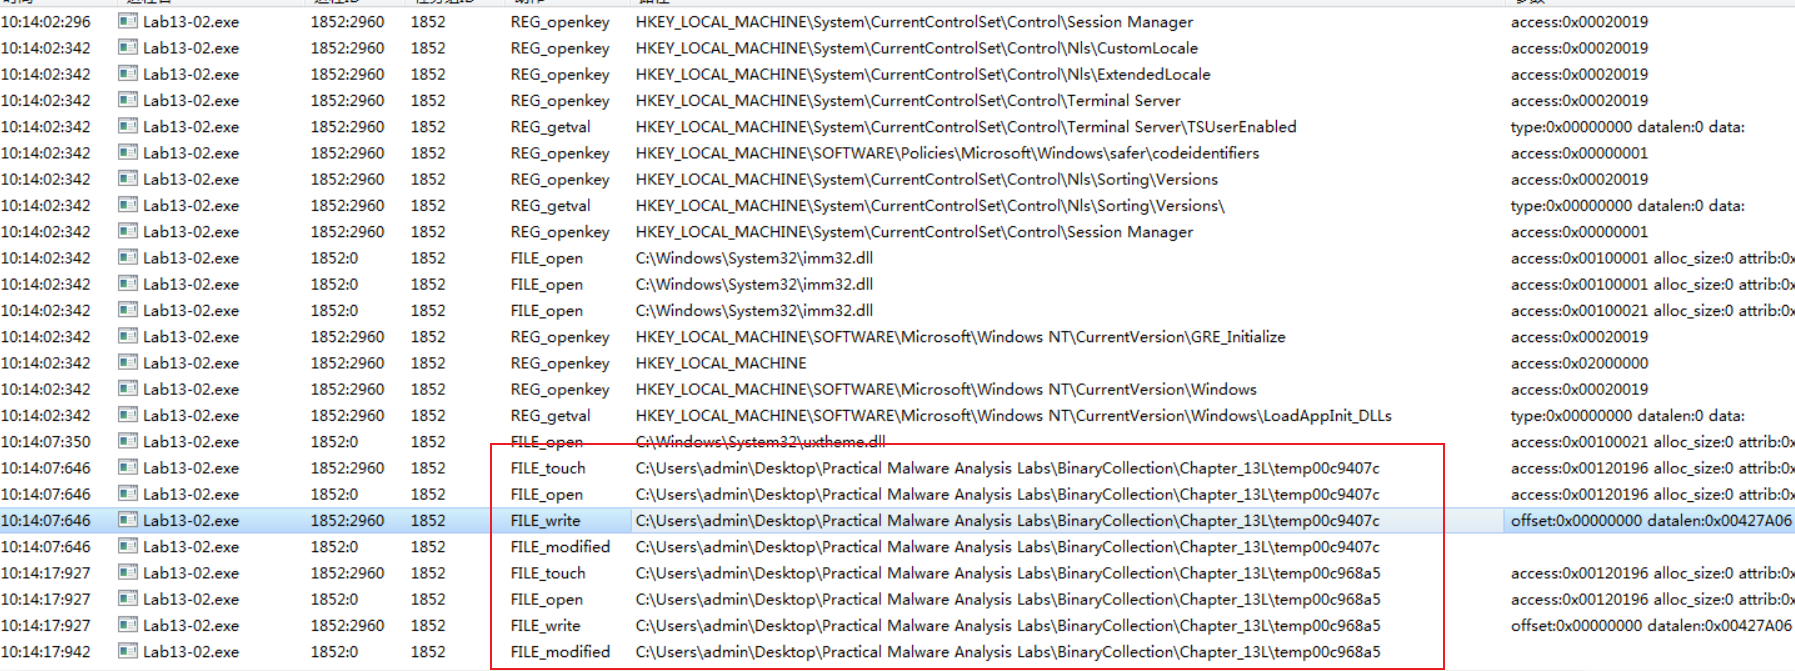 10:14:02:296 Lab13-02.exe 1852:2960 1852 REG_openkey HKEY_LOCAL_MACHINE\System\CurrentControlSet\Control\Session Manager access:0x00020019
10:14:02:342 Lab13-02.exe 1852:2960 1852 REG_openkey HKEY_LOCAL_MACHINE\System\CurrentControlSet\Control\Nls\CustomLocale access:0x00020019
10:14:02:342 Lab13-02.exe 1852:2960 1852 REG_openkey HKEY_LOCAL_MACHINE\System\CurrentControlSet\Control\Nls\ExtendedLocale access:0x00020019
10:14:02:342 Lab13-02.exe 1852:2960 1852 REG_openkey HKEY_LOCAL_MACHINE\System\CurrentControlSet\Control\Terminal Server access:0x00020019
10:14:02:342 Lab13-02.exe 1852:2960 1852 REG_getval HKEY_LOCAL_MACHINE\System\CurrentControlSet\Control\Terminal Server\TSUserEnabled type:0x00000000 datalen:0 data:
10:14:02:342 Lab13-02.exe 1852:2960 1852 REG_openkey HKEY_LOCAL_MACHINE\SOFTWARE\Policies\Microsoft\Windows\safer\codeidentifiers access:0x00000001
10:14:02:342 Lab13-02.exe 1852:2960 1852 REG_openkey HKEY_LOCAL_MACHINE\System\CurrentControlSet\Control\Nls\Sorting\Versions access:0x00020019
10:14:02:342 Lab13-02.exe 1852:2960 1852 REG_getval HKEY_LOCAL_MACHINE\System\CurrentControlSet\Control\Nls\Sorting\Versions\ type:0x00000000 datalen:0 data:
10:14:02:342 Lab13-02.exe 1852:2960 1852 REG_openkey HKEY_LOCAL_MACHINE\System\CurrentControlSet\Control\Session Manager access:0x00000001
10:14:02:342 Lab13-02.exe 1852:0 1852 FILE_open C:\Windows\System32\imm32.dll access:0x00100001 alloc_size:0 attrib:0x
10:14:02:342 Lab13-02.exe 1852:0 1852 FILE_open C:\Windows\System32\imm32.dll access:0x00100001 alloc_size:0 attrib:0x
10:14:02:342 Lab13-02.exe 1852:0 1852 FILE_open C:\Windows\System32\imm32.dll access:0x00100021 alloc_size:0 attrib:0x
10:14:02:342 Lab13-02.exe 1852:2960 1852 REG_openkey HKEY_LOCAL_MACHINE\SOFTWARE\Microsoft\Windows NT\CurrentVersion\GRE_Initialize access:0x00020019
10:14:02:342 Lab13-02.exe 1852:2960 1852 REG_openkey HKEY_LOCAL_MACHINE access:0x02000000
10:14:02:342 Lab13-02.exe 1852:2960 1852 REG_openkey HKEY_LOCAL_MACHINE\SOFTWARE\Microsoft\Windows NT\CurrentVersion\Windows access:0x00020019
10:14:02:342 Lab13-02.exe 1852:2960 1852 REG_getval HKEY_LOCAL_MACHINE\SOFTWARE\Microsoft\Windows NT\CurrentVersion\Windows\LoadAppInit_DLLs type:0x00000000 datalen:0 data:
10:14:07:350 Lab13-02.exe 1852:0 1852 FILE_open C:\Windows\System32\uxtheme.dll access:0x00100021 alloc_size:0 attrib:0x
10:14:07:646 Lab13-02.exe 1852:2960 1852 FILE_touch C:\Users\admin\Desktop\Practical Malware Analysis Labs\BinaryCollection\Chapter_13L\temp00c9407c access:0x00120196 alloc_size:0 attrib:0x
10:14:07:646 Lab13-02.exe 1852:0 1852 FILE_open C:\Users\admin\Desktop\Practical Malware Analysis Labs\BinaryCollection\Chapter_13L\temp00c9407c access:0x00120196 alloc_size:0 attrib:0x
10:14:07:646 Lab13-02.exe 1852:2960 1852 FILE_write C:\Users\admin\Desktop\Practical Malware Analysis Labs\BinaryCollection\Chapter_13L\temp00c9407c offset:0x00000000 datalen:0x00427A06
10:14:07:646 Lab13-02.exe 1852:0 1852 FILE_modified C:\Users\admin\Desktop\Practical Malware Analysis Labs\BinaryCollection\Chapter_13L\temp00c9407c
10:14:17:927 Lab13-02.exe 1852:2960 1852 FILE_touch C:\Users\admin\Desktop\Practical Malware Analysis Labs\BinaryCollection\Chapter_13L\temp00c968a5 access:0x00120196 alloc_size:0 attrib:0x
10:14:17:927 Lab13-02.exe 1852:0 1852 FILE_open C:\Users\admin\Desktop\Practical Malware Analysis Labs\BinaryCollection\Chapter_13L\temp00c968a5 access:0x00120196 alloc_size:0 attrib:0x
10:14:17:927 Lab13-02.exe 1852:2960 1852 FILE_write C:\Users\admin\Desktop\Practical Malware Analysis Labs\BinaryCollection\Chapter_13L\temp00c968a5 offset:0x00000000 datalen:0x00427A06
10:14:17:942 Lab13-02.exe 1852:0 1852 FILE_modified C:\Users\admin\Desktop\Practical Malware Analysis Labs\BinaryCollection\Chapter_13L\temp00c968a5